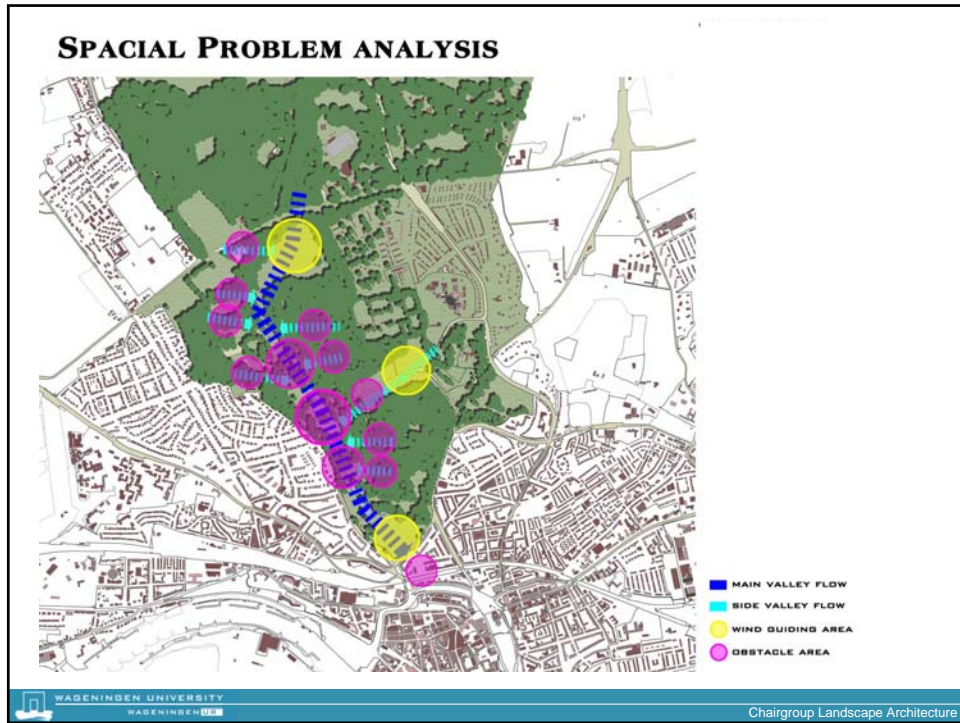 SPACIAL PROBLEM ANALYSIS
MAIN VALLEY FLOW
SIDE VALLEY FLOW
WIND GUIDING AREA
OBSTACLE AREA
WAGENINGEN UNIVERSITY
WAGENINGEN UR
Chairgroup Landscape Architecture